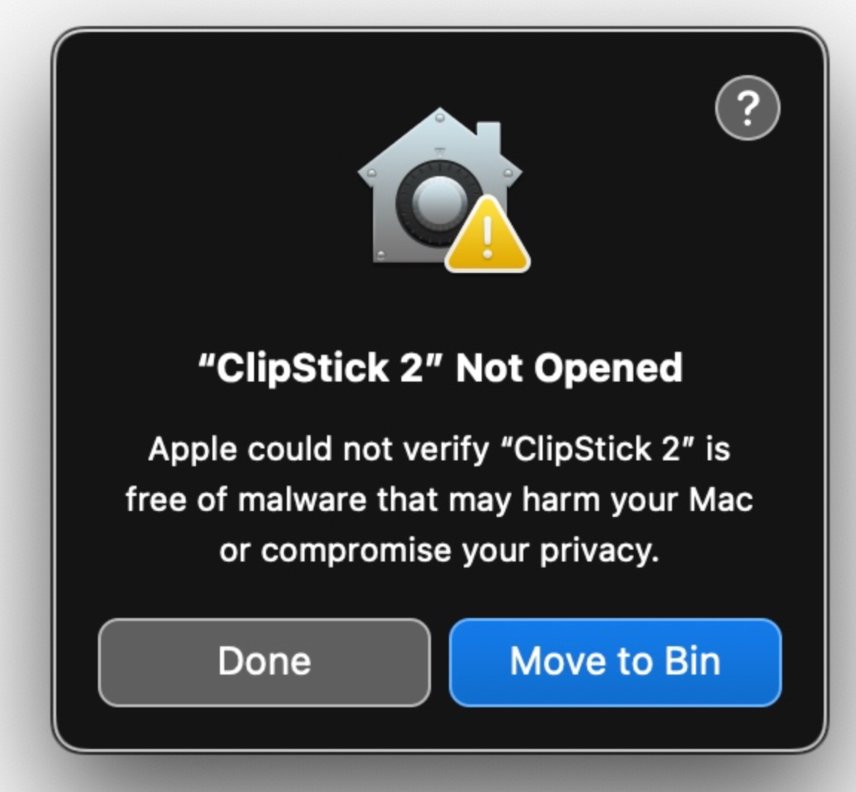 ?
“ClipStick 2” Not Opened
Apple could not verify “ClipStick 2” is
free of malware that may harm your Mac
or compromise your privacy.
Done
Move to Bin